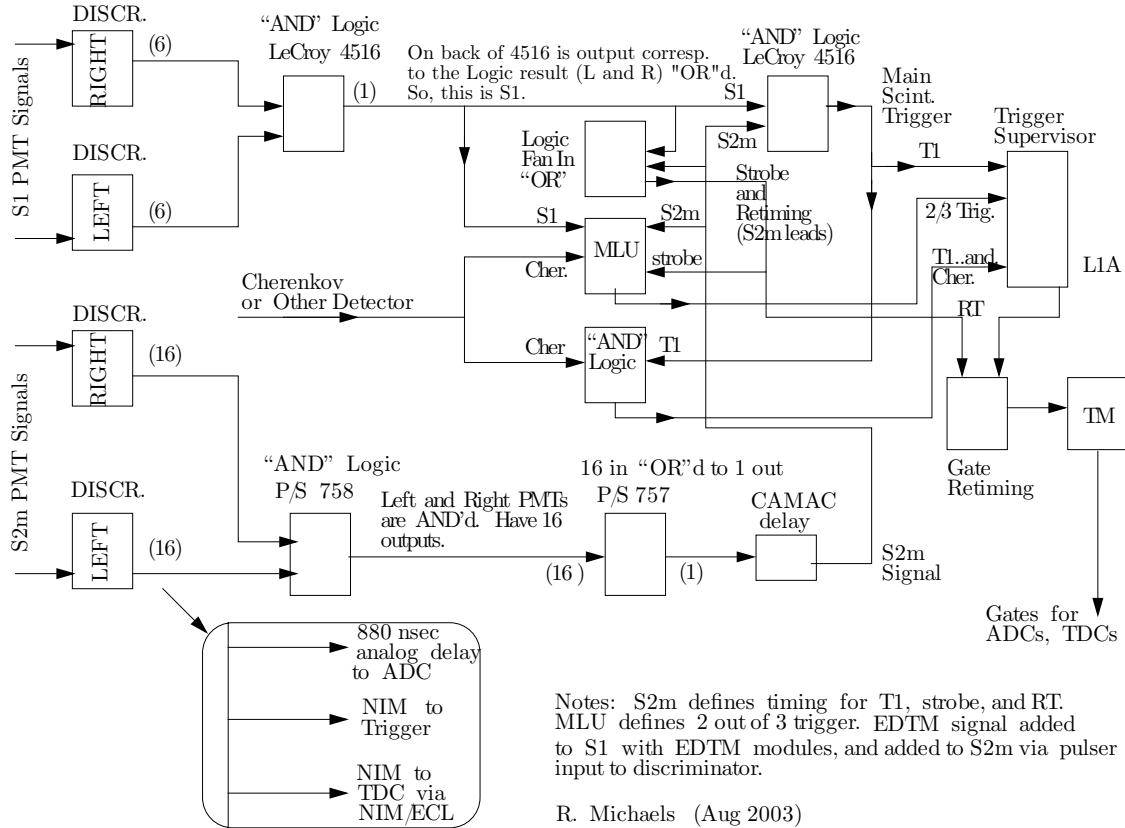 DISCR.
RIGHT
(6)
S1 PMT Signals
DISCR.
LEFT
(6)
“AND” Logic
LeCroy 4516
(1)
On back of 4516 is output corresp.
to the Logic result (L and R) "OR"d.
So, this is S1.
“AND” Logic
LeCroy 4516
S1
S2m
Main
Scint.
Trigger
Trigger
Supervisor
T1
Logic
Fan In
“OR”
Strobe
and
Retiming
(S2m leads)
2/3 Trig.
S1
S2m
MLU
Cher.
strobe
T1..and.
Cher.
L1A
RT
Cherenkov
or Other Detector
Cher
“AND”
Logic
T1
DISCR.
RIGHT
(16)
S2m PMT Signals
DISCR.
LEFT
(16)
“AND” Logic
P/S 758
Left and Right PMTs
are AND'd. Have 16
outputs.
16 in “OR”d to 1 out
P/S 757
(16 )
(1)
CAMAC
delay
S2m
Signal
Gate
Retiming
TM
Gates for
ADCs, TDCs
880 nsec
analog delay
to ADC
NIM to
Trigger
NIM to
TDC via
NIM/ECL
Notes: S2m defines timing for T1, strobe, and RT.
MLU defines 2 out of 3 trigger. EDTM signal added
to S1 with EDTM modules, and added to S2m via pulser
input to discriminator.
R. Michaels (Aug 2003)